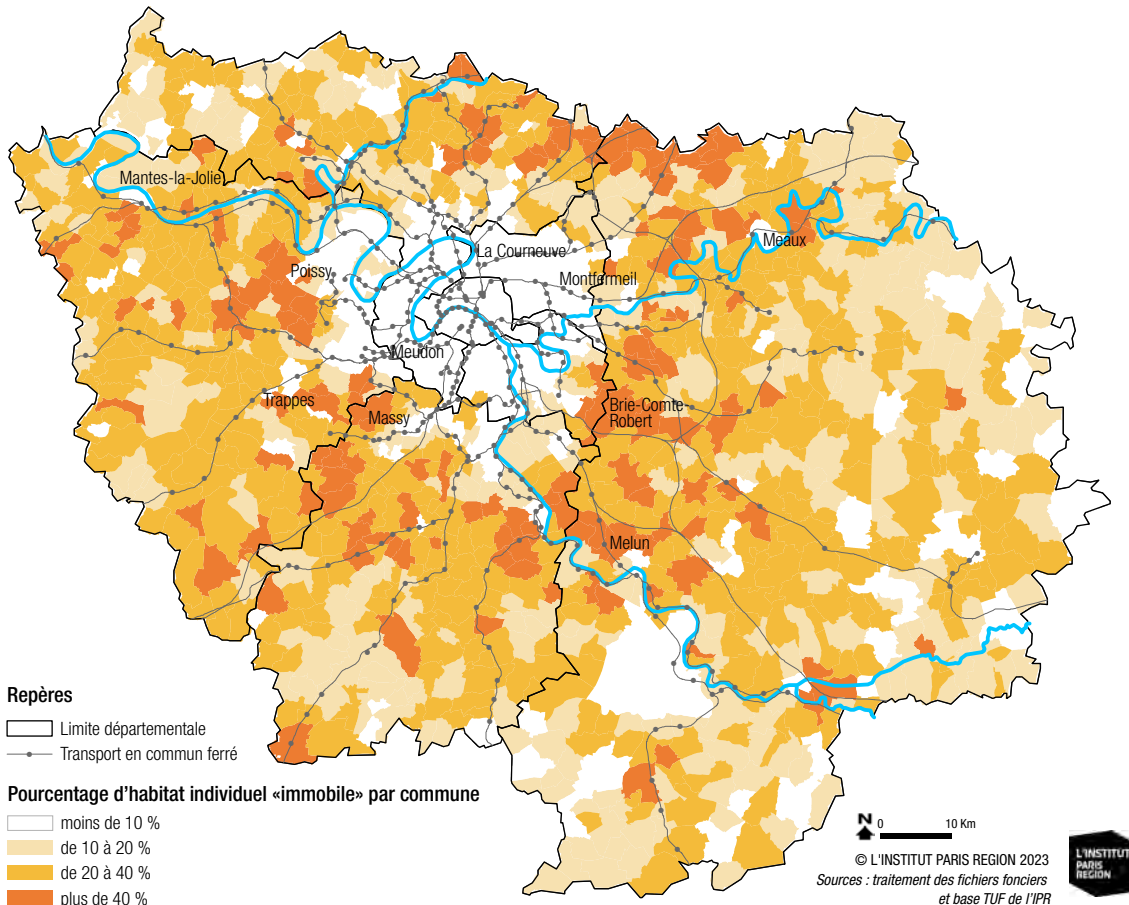 Mantes-la-Jolie
La Courneuve
Meaux
Poissy
Montfermeil
Meudon
Trappes
Massy
Brie-Comte-
Robert
Melun
Repères
Limite départementale
Transport en commun ferré
Pourcentage d’habitat individuel «immobile» par commune
moins de 10 %
de 10 à 20 %
de 20 à 40 %
plus de 40 %
N 0 10 Km
© L'INSTITUT PARIS REGION 2023
Sources : traitement des fichiers fonciers
et base TUF de l’IPR
L'INSTITUT
PARIS
REGION